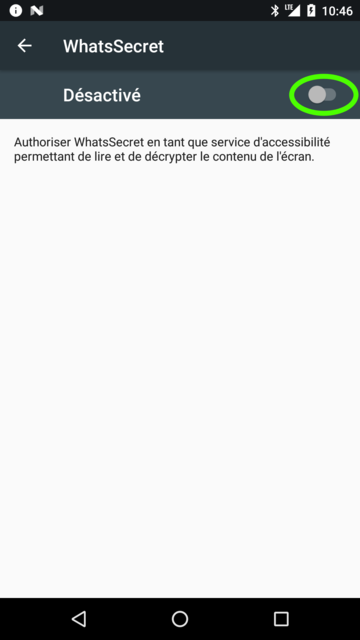 LTE 10:46
WhatsSecret
Désactivé
Authoriser WhatsSecret en tant que service d'accessibilité
permettant de lire et de décrypter le contenu de l'écran.